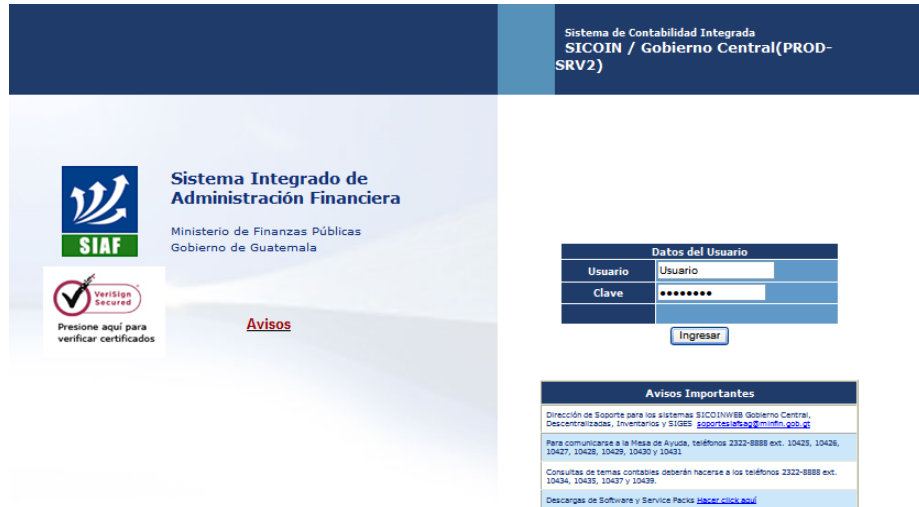 Sistema de Contabilidad Integrada
SICOIN / Gobierno Central(PROD-
SRV2)
Sistema Integrado de
Administración Financiera
Ministerio de Finanzas Públicas
Gobierno de Guatemala
SIAF
VeriSign
Secured
Presione aquí para
verificar certificados
Avisos
Datos del Usuario
Usuario Usuario
Clave ••••••••
Ingresar
Avisos Importantes
Dirección de Soporte para los sistemas SICOINWEB Gobierno Central,
Descentralizadas, Inventarios y SIGES soportesiafsag@minfin.gob.gt
Para comunicarse a la Mesa de Ayuda, teléfonos 2322-8888 ext. 10425, 10426,
10427, 10428, 10429, 10430 y 10431
Consultas de temas contables deberán hacerse a los teléfonos 2322-8888 ext.
10434, 10435, 10437 y 10439.
Descargas de Software y Service Packs Hacer click aquí